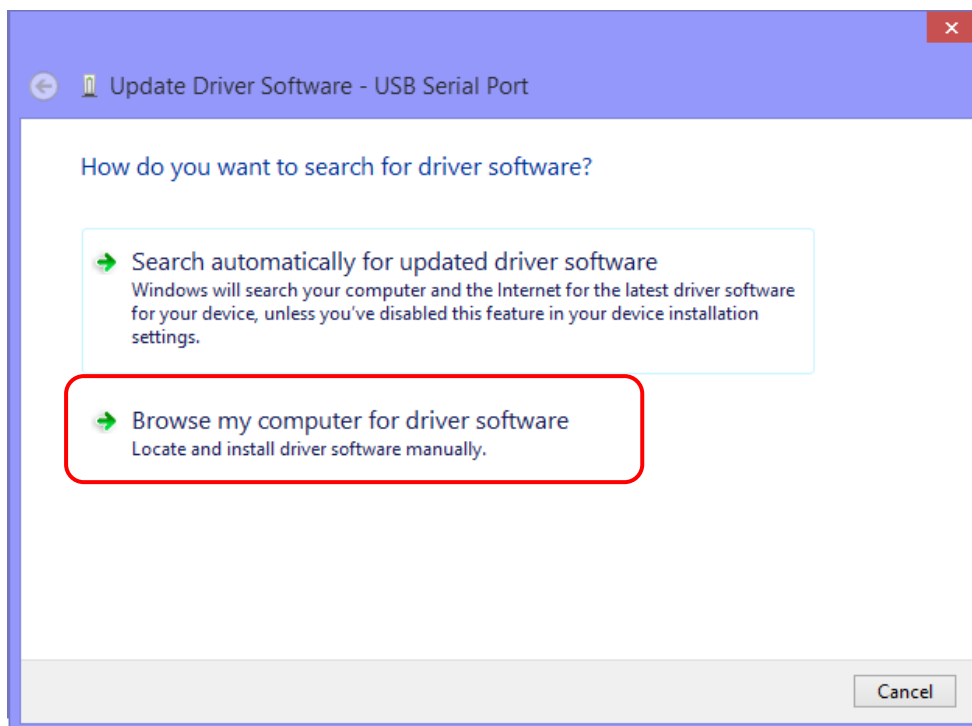 Update Driver Software - USB Serial Port
How do you want to search for driver software?
Search automatically for updated driver software
Windows will search your computer and the Internet for the latest driver software
for your device, unless you've disabled this feature in your device installation
settings.
Browse my computer for driver software
Locate and install driver software manually.
Cancel